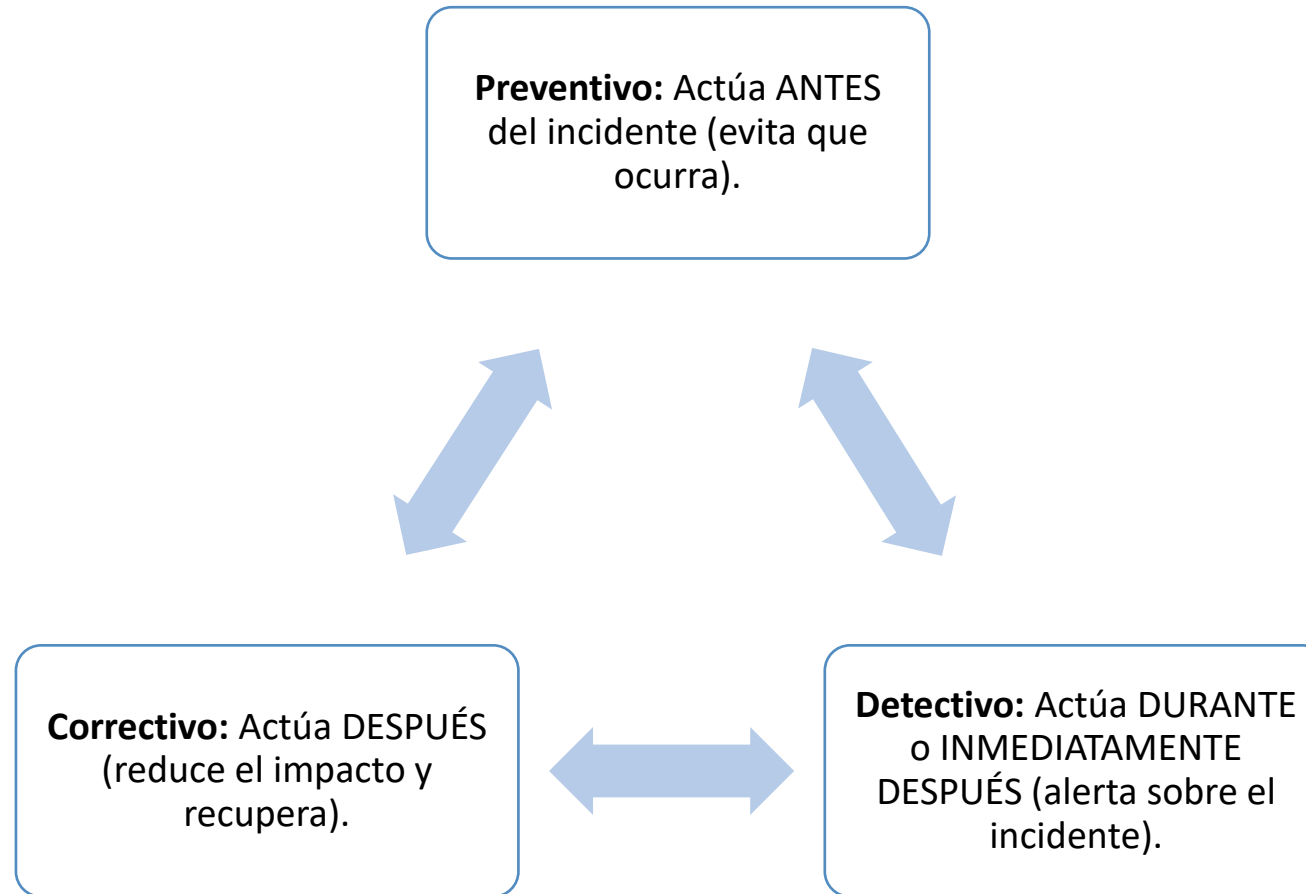 Preventivo: Actúa ANTES
del incidente (evita que
ocurra).
Correctivo: Actúa DESPUÉS
(reduce el impacto y
recupera).
Detectivo: Actúa DURANTE
o INMEDIATAMENTE
DESPUÉS (alerta sobre el
incidente).